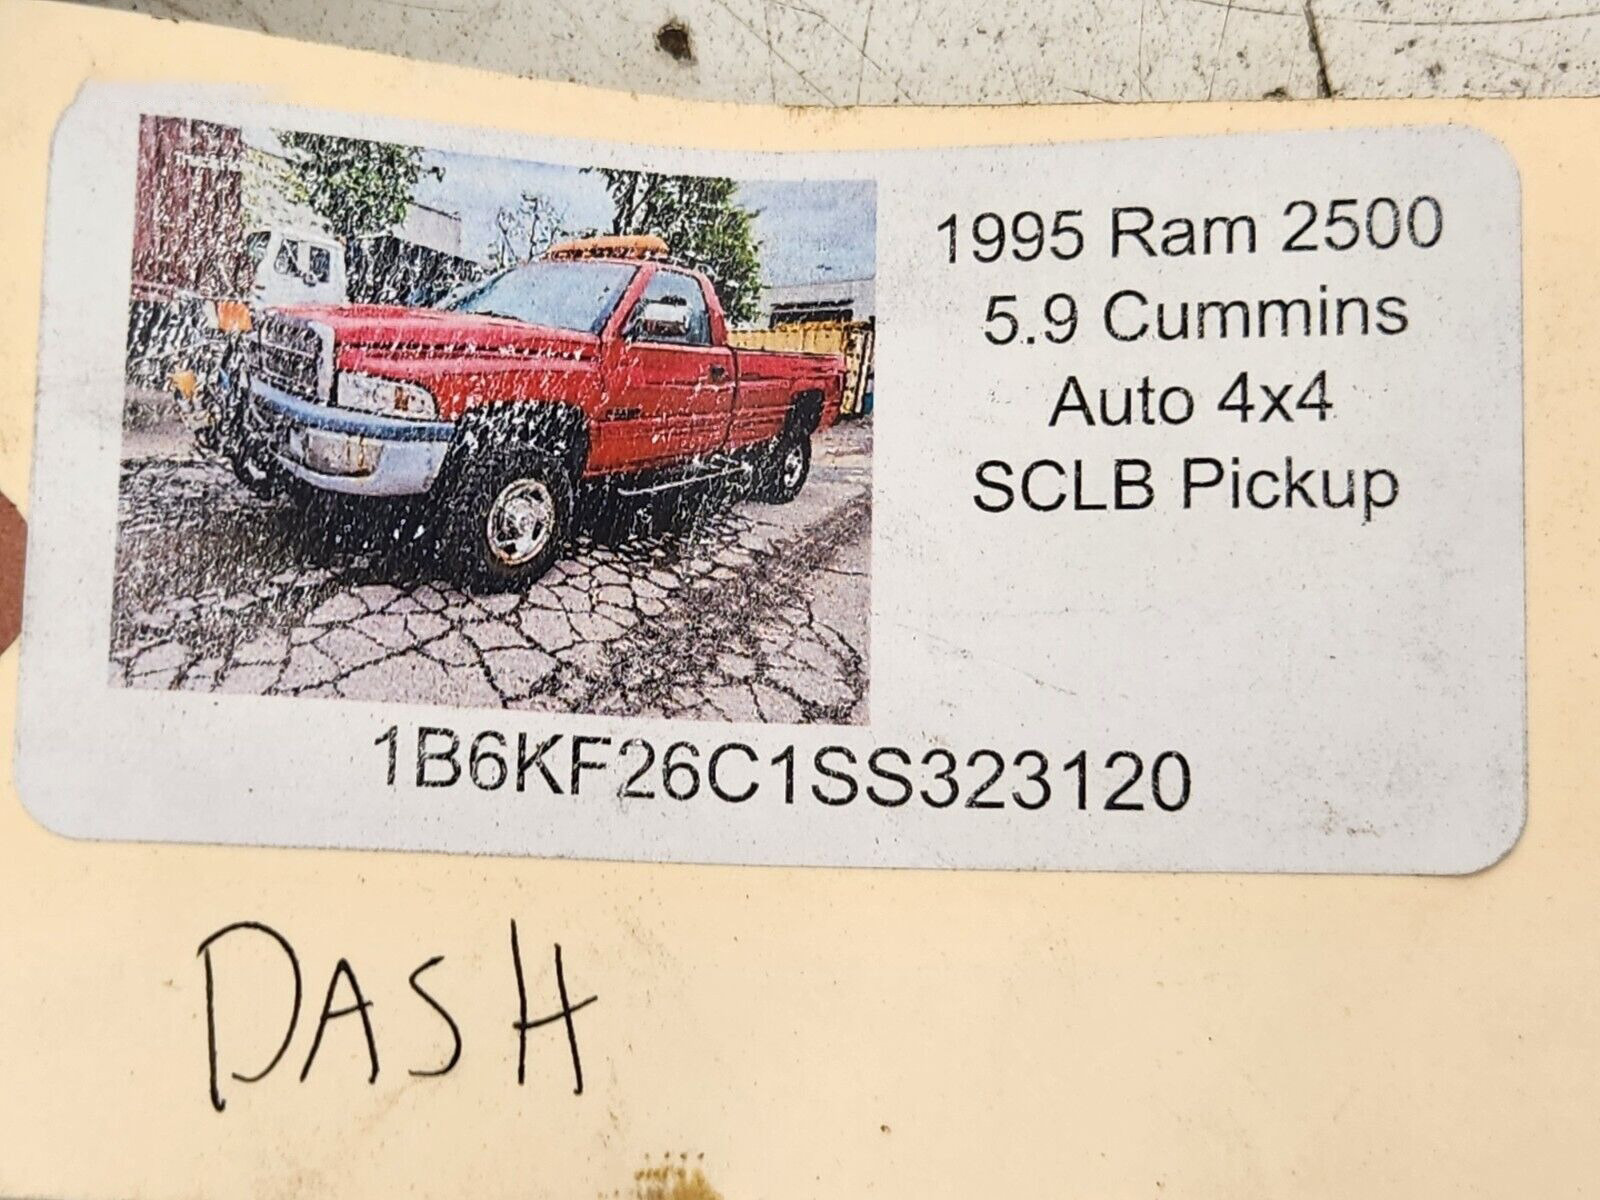 1995 Ram 2500
5.9 Cummins
Auto 4x4
SCLB Pickup
1B6KF26C1SS323120
DASH